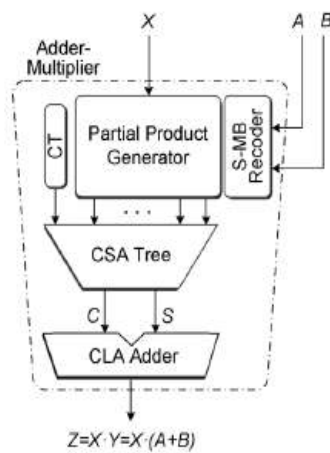 X
A
B
Adder-
Multiplier
CT
Partial Product
Generator
S-MB
Recoder
...
CSA Tree
C
S
CLA Adder
Z=X·Y=X·(A+B)